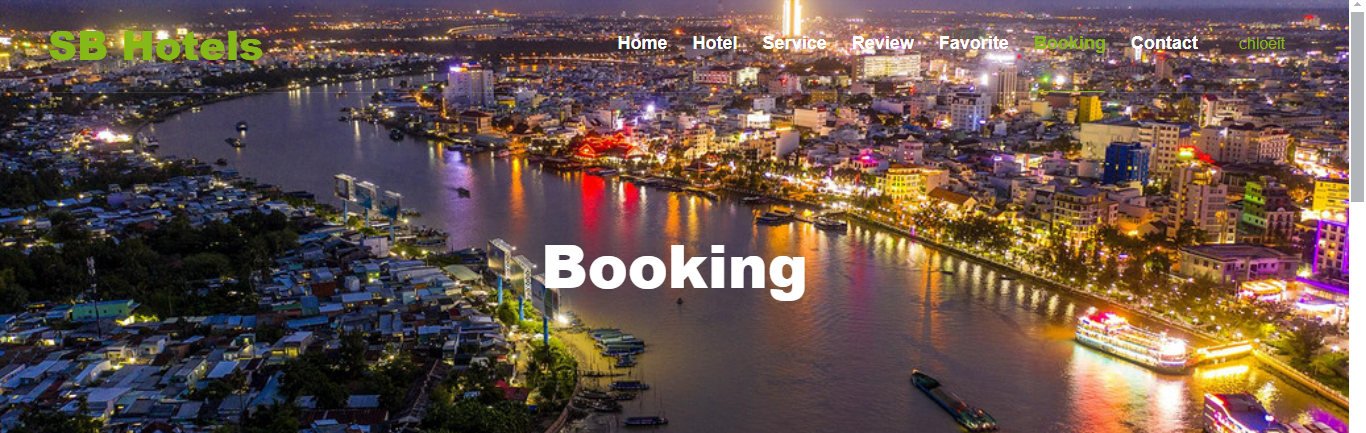 SB Hotels
Home Hotel Service Review Favorite Booking Contact chloeit
Booking